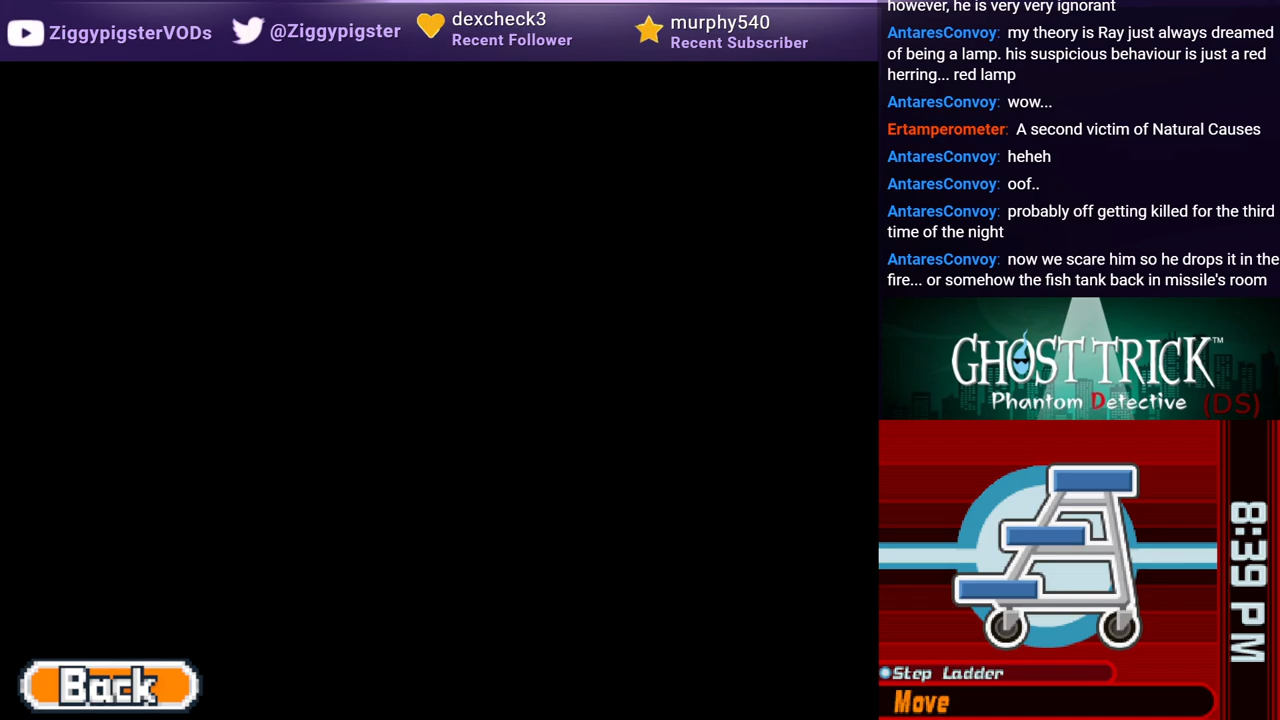 ZiggypigsterVODs
@Ziggypigster
dexcheck3
Recent Follower
murphy540
Recent Subscriber
however, he is very very ignorant
AntaresConvoy: my theory is Ray just always dreamed
of being a lamp. his suspicious behaviour is just a red
herring... red lamp
AntaresConvoy: wow...
Ertamperometer: A second victim of Natural Causes
AntaresConvoy: heheh
AntaresConvoy: oof..
AntaresConvoy: probably off getting killed for the third
time of the night
AntaresConvoy: now we scare him so he drops it in the
fire... or somehow the fish tank back in missile's room
GHOST TRICK™
Phantom Detective (DS)
8:39 PM
Step Ladder
Move
Back